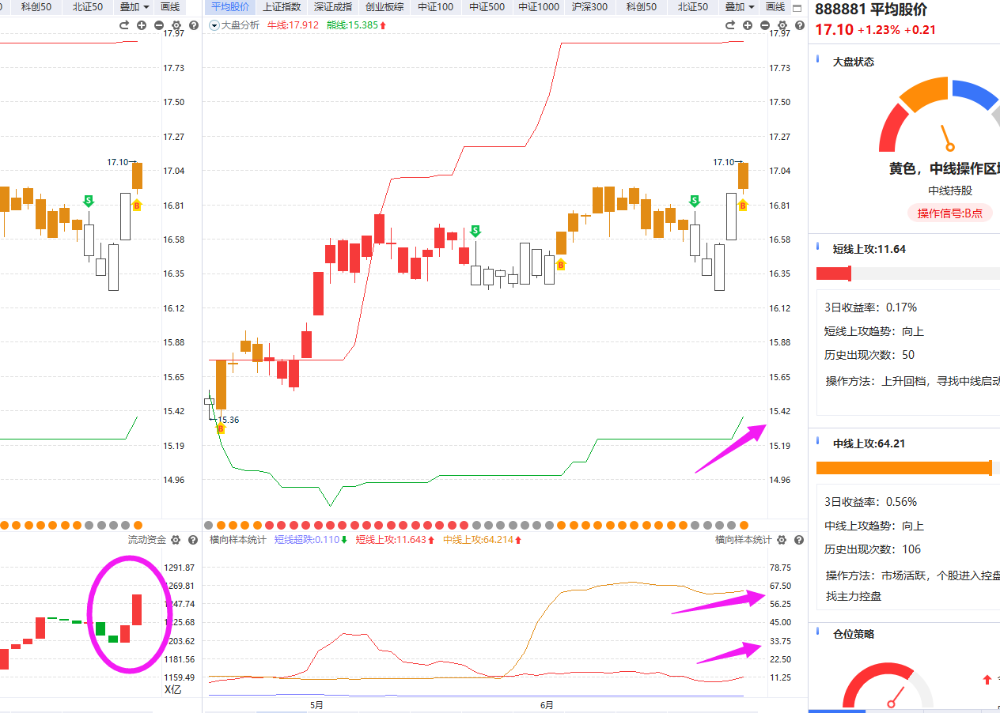 0 科创50 北证50 叠加 画线
平均股价 上证指数 深证成指 创业板综 中证100 中证500 中证1000 沪深300 科创50 北证50 叠加 画线
888881 平均股价
17.10 +1.23% +0.21
大盘分析 牛线:17.912 熊线:15.385
17.97
17.73
17.50
17.27
17.04
16.81
16.58
16.35
16.12
15.88
15.65
15.42
15.19
14.96
17.10
S
B
17.97
17.73
17.50
17.27
17.04
16.81
16.58
16.35
16.12
15.88
15.65
15.42
15.19
14.96
17.10
S
S
B
B
15.36
B
大盘状态
黄色，中线操作区
中线持股
操作信号:B点
短线上攻:11.64
3日收益率：0.17%
短线上攻趋势：向上
历史出现次数：50
操作方法：上升回档，寻找中线启动
中线上攻:64.21
3日收益率：0.56%
中线上攻趋势：向上
历史出现次数：106
操作方法：市场活跃，个股进入控盘
找主力控盘
仓位策略
流动资金
1291.87
1269.81
1247.74
1225.68
1203.62
1181.56
1159.49
X亿
横向样本统计 短线超跌:0.110 短线上攻:11.643 中线上攻:64.214 横向样本统计
78.75
67.50
56.25
45.00
33.75
22.50
11.25
5月 6月